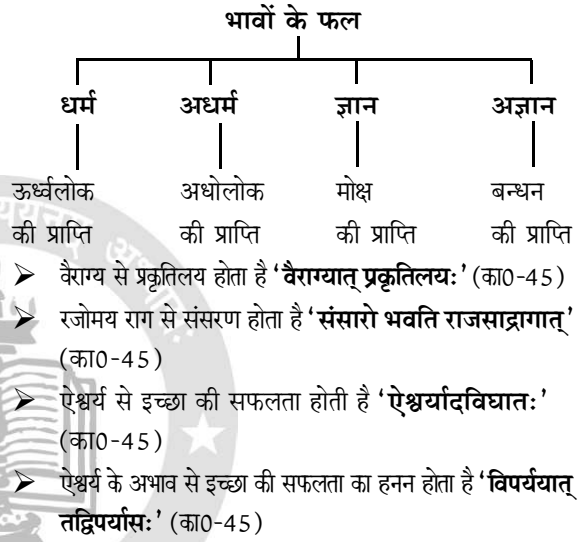 भावों के फल
धर्म अधर्म ज्ञान अज्ञान
ऊर्ध्वलोक अधोलोक मोक्ष बन्धन
की प्राप्ति की प्राप्ति की प्राप्ति की प्राप्ति
➢ वैराग्य से प्रकृतिलय होता है ‘वैराग्यात् प्रकृतिलयः’ (का0-45)
➢ रजोमय राग से संसरण होता है ‘संसारो भवति राजसाद्रागात्’
(का0-45)
➢ ऐश्वर्य से इच्छा की सफलता होती है ‘ऐश्वर्यादविघातः’
(का0-45)
➢ ऐश्वर्य के अभाव से इच्छा की सफलता का हनन होता है ‘विपर्ययात्
तद्विपर्यासः’ (का0-45)